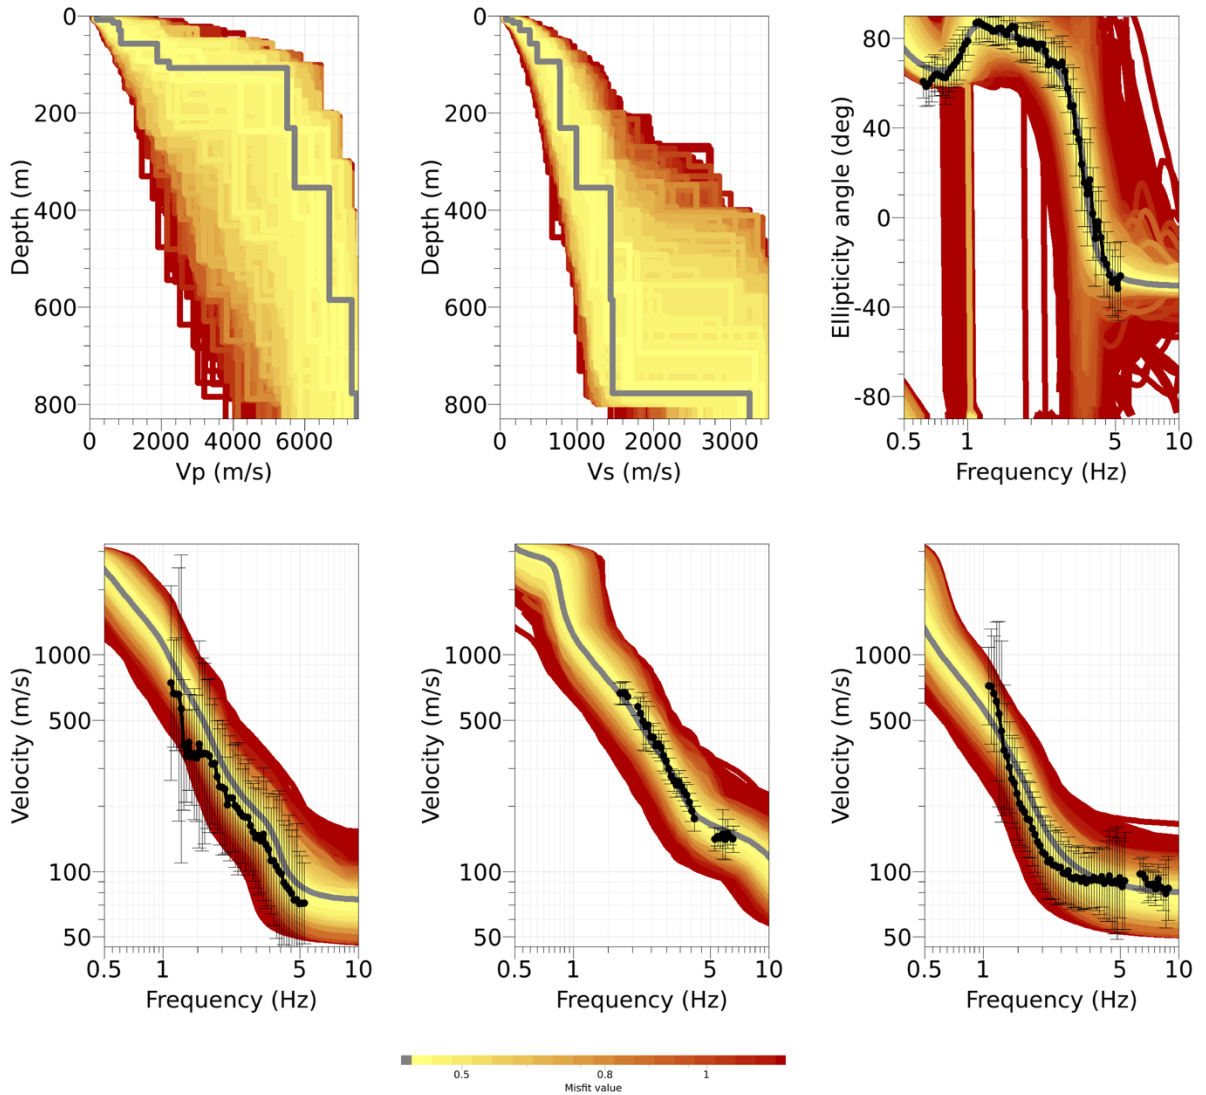 0
200
400
600
800
Depth (m)
0 2000 4000 6000
Vp (m/s)
0
200
400
600
800
Depth (m)
0 1000 2000 3000
Vs (m/s)
80
40
0
-40
-80
Ellipticity angle (deg)
0.5 1 5 10
Frequency (Hz)
1000
500
100
50
Velocity (m/s)
0.5 1 5 10
Frequency (Hz)
1000
500
100
50
Velocity (m/s)
0.5 1 5 10
Frequency (Hz)
1000
500
100
50
Velocity (m/s)
0.5 1 5 10
Frequency (Hz)
0.5 0.8 1
Misfit value